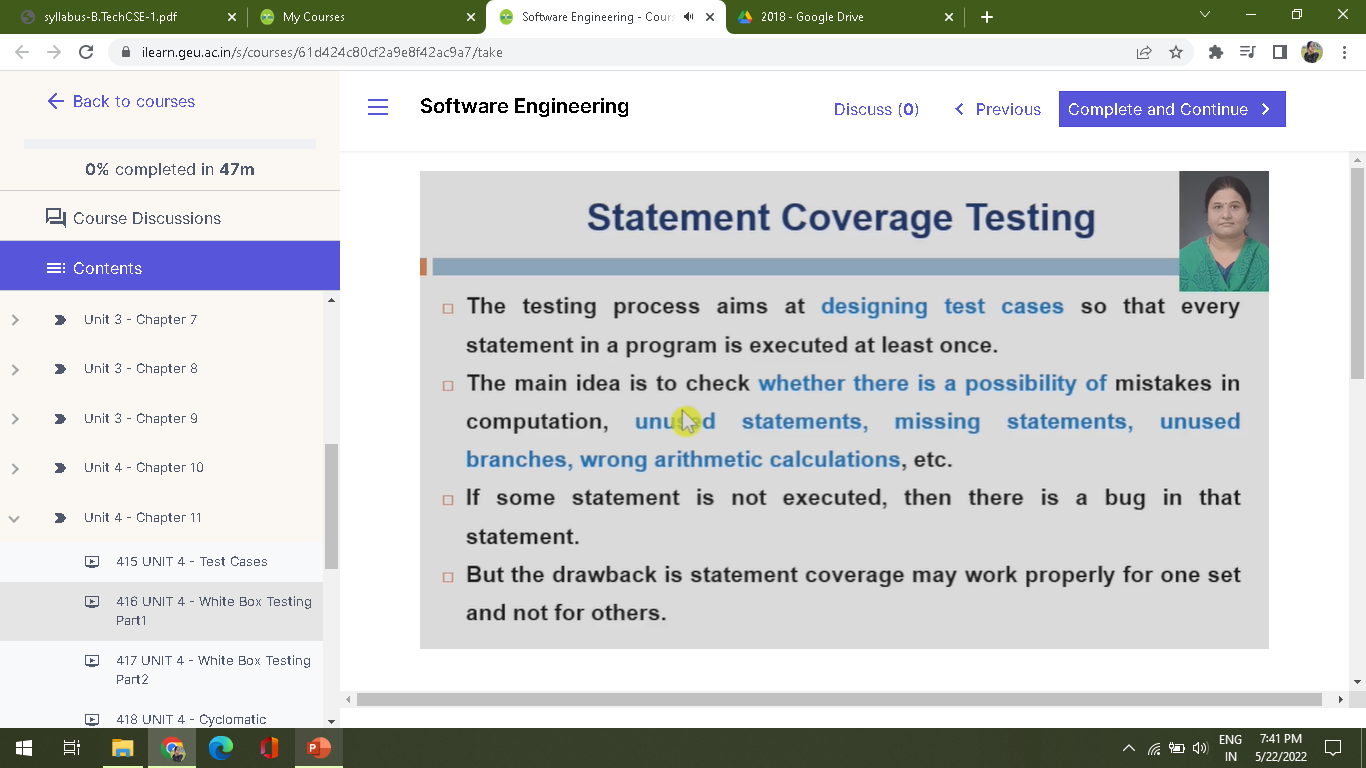 syllabus-B.TechCSE-1.pdf
My Courses
Software Engineering - Cours
2018 - Google Drive
ilearn.geu.ac.in/s/courses/61d424c80cf2a9e8f42ac9a7/take
Back to courses
0% completed in 47m
Course Discussions
Contents
Unit 3 - Chapter 7
Unit 3 - Chapter 8
Unit 3 - Chapter 9
Unit 4 - Chapter 10
Unit 4 - Chapter 11
415 UNIT 4 - Test Cases
416 UNIT 4 - White Box Testing
Part1
417 UNIT 4 - White Box Testing
Part2
418 UNIT 4 - Cyclomatic
Software Engineering
Discuss (0)
Previous
Complete and Continue
Statement Coverage Testing
The testing process aims at designing test cases so that every
statement in a program is executed at least once.
The main idea is to check whether there is a possibility of mistakes in
computation, unused statements, missing statements, unused
branches, wrong arithmetic calculations, etc.
If some statement is not executed, then there is a bug in that
statement.
But the drawback is statement coverage may work properly for one set
and not for others.
ENG
IN
7:41 PM
5/22/2022